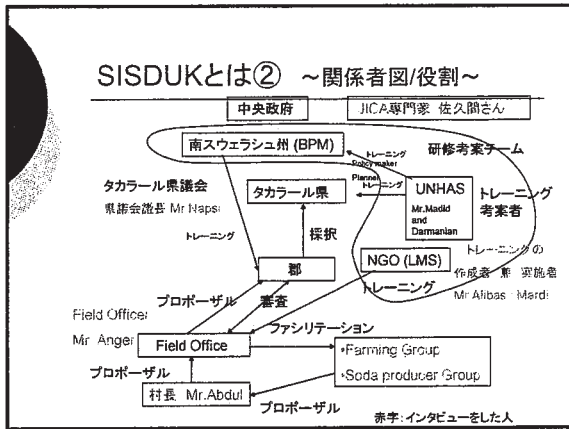 SISDUKとは② ～関係者図/役割～
中央政府
JICA専門家 佐久間さん
南スウェラシュ州 (BPM)
トレーニング
Policy maker
研修考案チーム
Planner
トレーニング
UNHAS
Mr.Madid
and
Darmanian
トレーニング
考案者
タカラール県議会
県議会議長 Mr Napsi
タカラール県
トレーニング
採択
郡
NGO (LMS)
トレーニング
トレーニングの
作成者 兼 実施者
Mr Alibas Mardi
プロポーザル
審査
Field Officer
Mr. Anger
Field Office
ファシリテーション
•Farming Group
•Soda producer Group
プロポーザル
村長 Mr.Abdul
プロポーザル
赤字:インタビューをした人